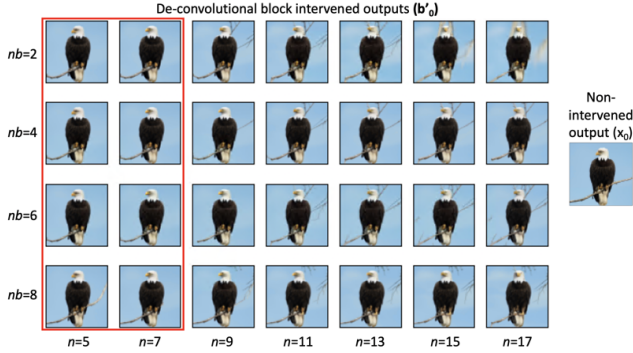 De-convolutional block intervened outputs (b'₀)
nb=2
nb=4
nb=6
nb=8
n=5 n=7 n=9 n=11 n=13 n=15 n=17
Non-
intervened
output (x₀)